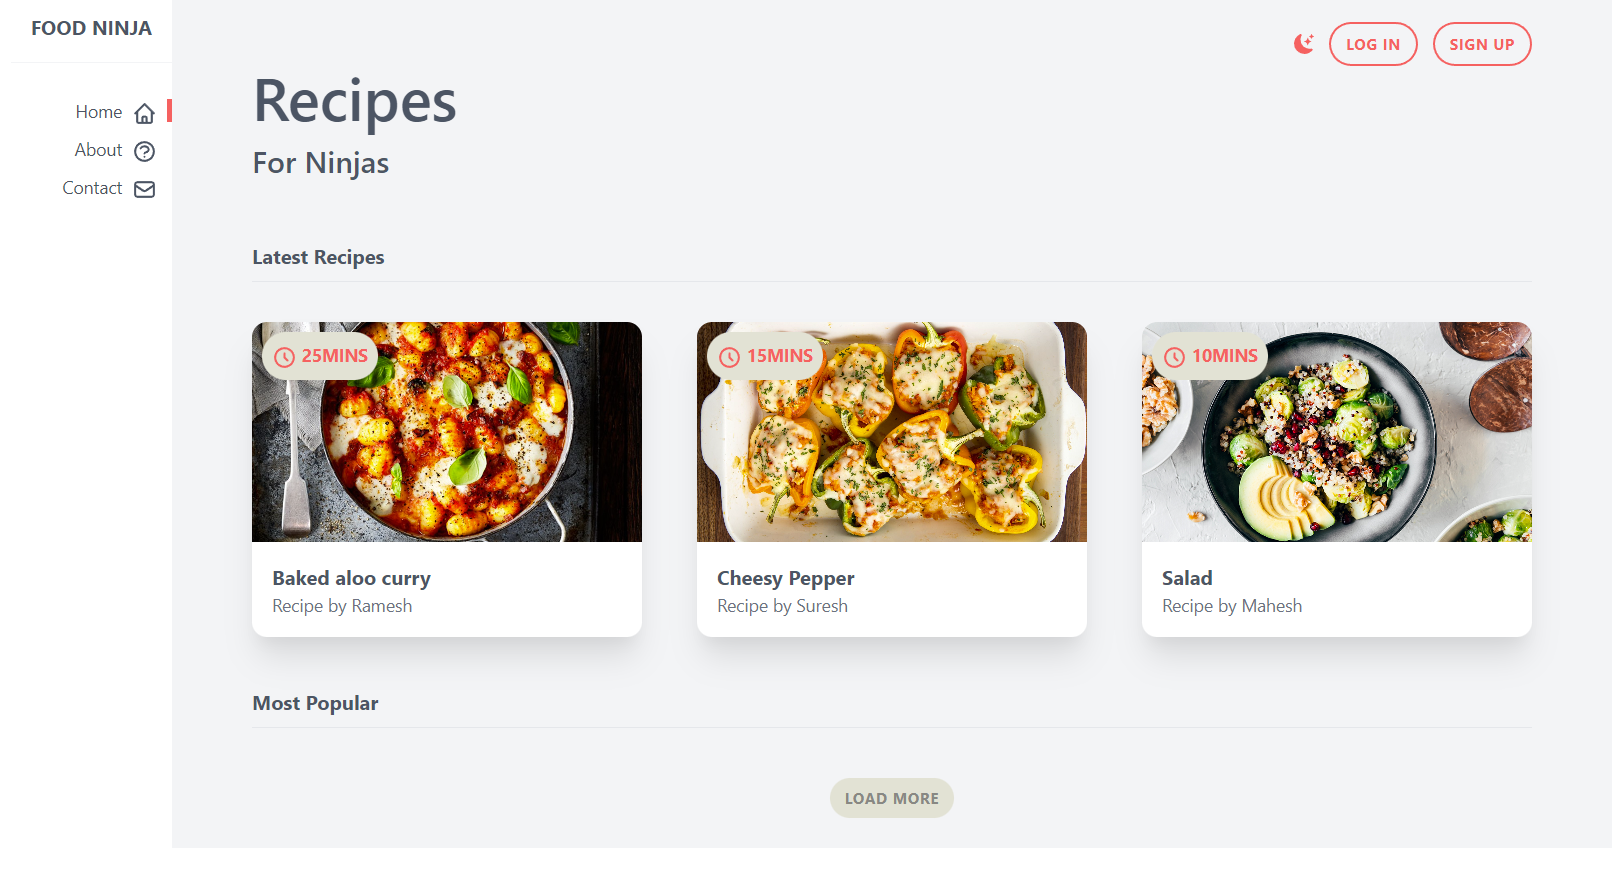 FOOD NINJA
Home
About
Contact
LOG IN
SIGN UP
Recipes
For Ninjas
Latest Recipes
25MINS
15MINS
10MINS
Baked aloo curry
Recipe by Ramesh
Cheesy Pepper
Recipe by Suresh
Salad
Recipe by Mahesh
Most Popular
LOAD MORE